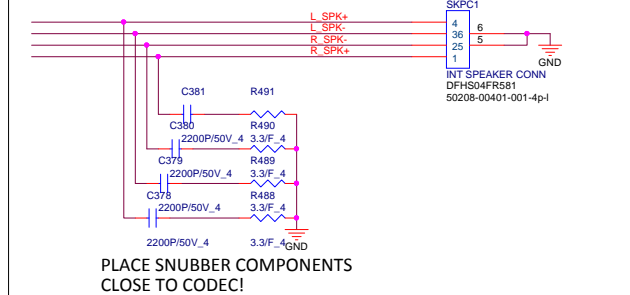 SKPC1
L_SPK+
L_SPK-
R_SPK-
R_SPK+
4
36
25
1
6
5
GND
INT SPEAKER CONN
DFHS04FR581
50208-00401-001-4p-l
C381
R491
C380
R490
2200P/50V_4
3.3/F_4
C379
R489
2200P/50V_4
3.3/F_4
C378
R488
2200P/50V_4
3.3/F_4
2200P/50V_4
3.3/F_4
GND
PLACE SNUBBER COMPONENTS
CLOSE TO CODEC!